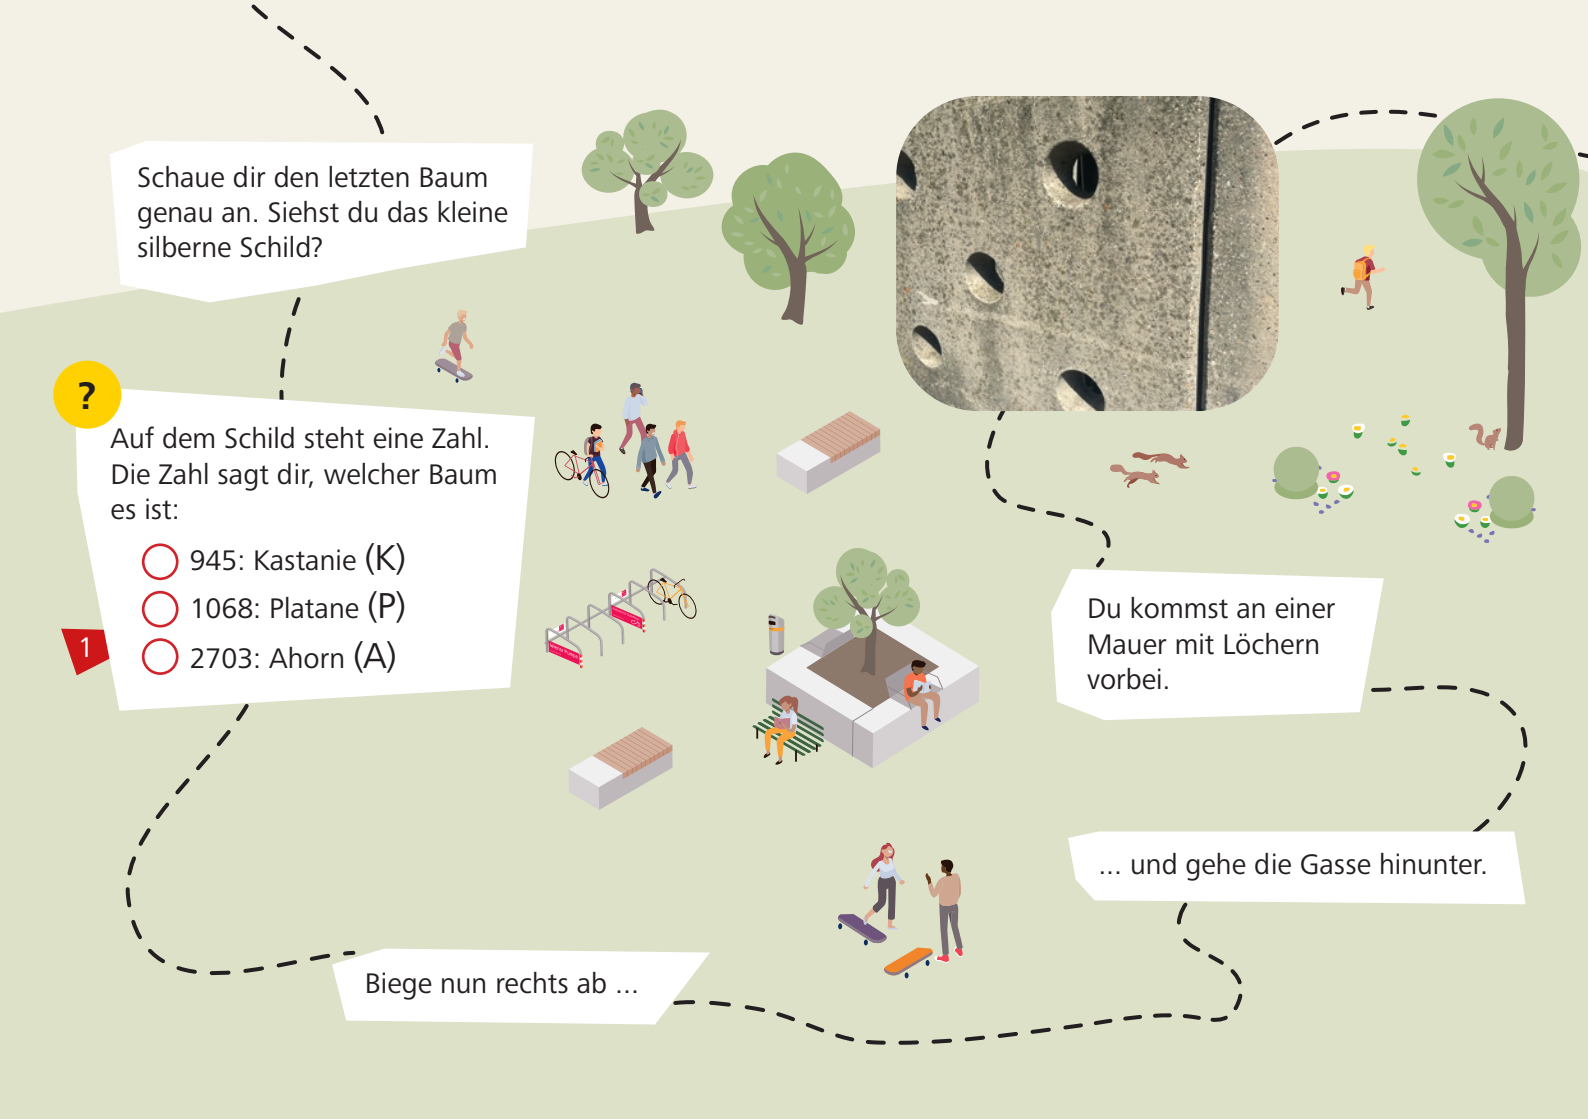 Schaue dir den letzten Baum
genau an. Siehst du das kleine
silberne Schild?
?
Auf dem Schild steht eine Zahl.
Die Zahl sagt dir, welcher Baum
es ist:
945: Kastanie (K)
1068: Platane (P)
1
2703: Ahorn (A)
Biege nun rechts ab ...
... und gehe die Gasse hinunter.
Du kommst an einer
Mauer mit Löchern
vorbei.